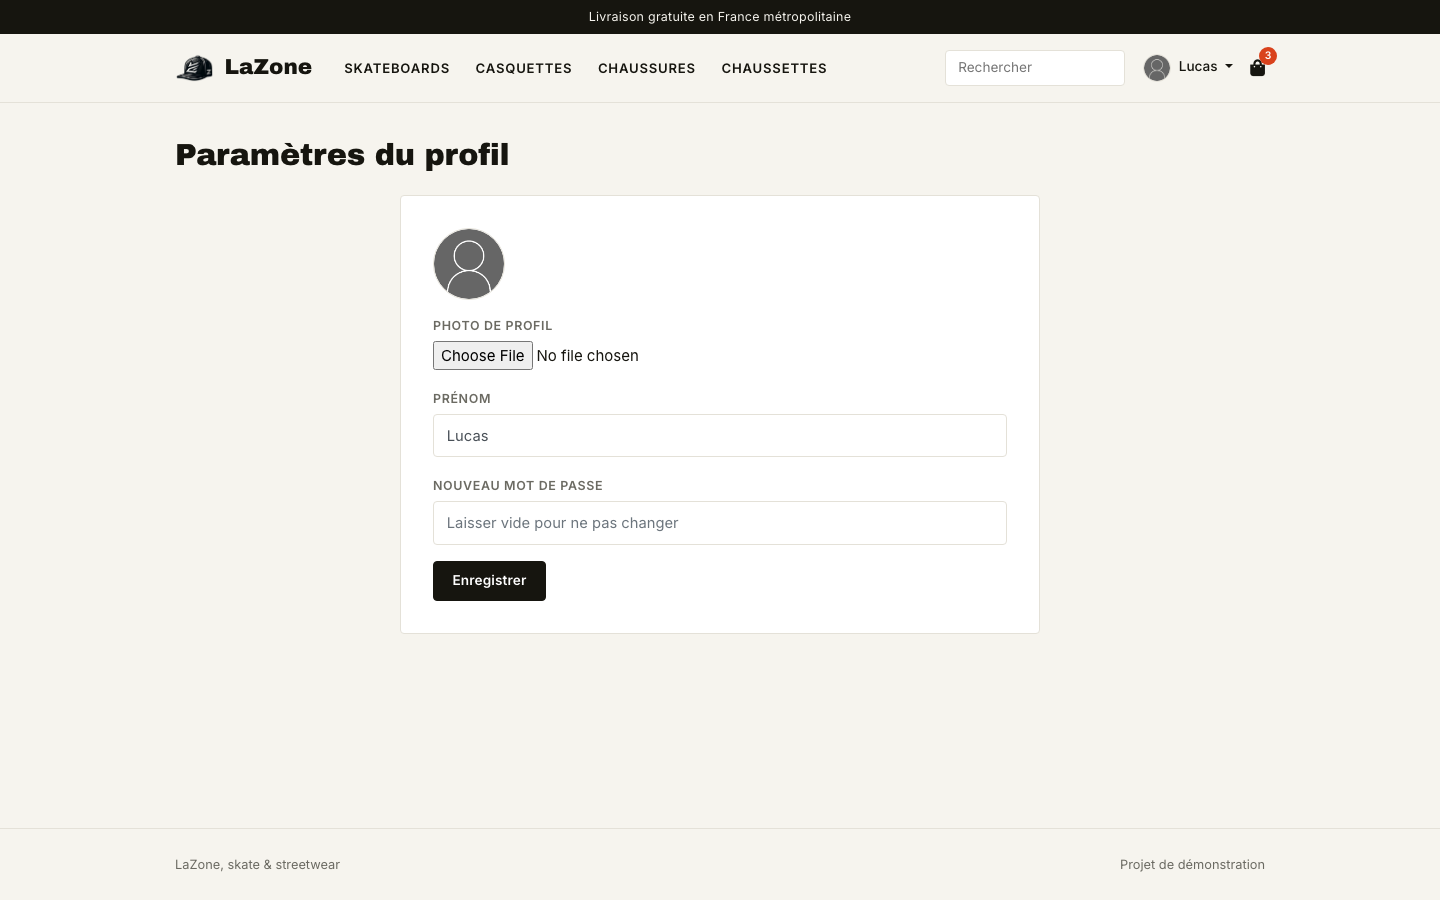 Livraison gratuite en France métropolitaine
LaZone
SKATEBOARDS CASQUETTES CHAUSSURES CHAUSSETTES
Rechercher
Lucas
3
Paramètres du profil
PHOTO DE PROFIL
Choose File No file chosen
PRÉNOM
Lucas
NOUVEAU MOT DE PASSE
Laisser vide pour ne pas changer
Enregistrer
LaZone, skate & streetwear
Projet de démonstration